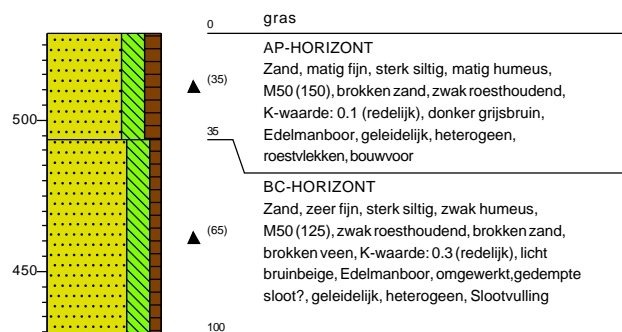 0 gras
AP-HORIZONT
Zand, matig fijn, sterk siltig, matig humeus,
(35) M50 (150), brokken zand, zwak roesthoudend,
K-waarde: 0.1 (redelijk), donker grijsbruin,
500
35 Edelmanboor, geleidelijk, heterogeen,
roestvlekken, bouwvoor
BC-HORIZONT
Zand, zeer fijn, sterk siltig, zwak humeus,
(65) M50 (125), zwak roesthoudend, brokken zand,
brokken veen, K-waarde: 0.3 (redelijk), licht
450 bruinbeige, Edelmanboor, omgewerkt,gedempte
sloot?, geleidelijk, heterogeen, Slootvulling
100